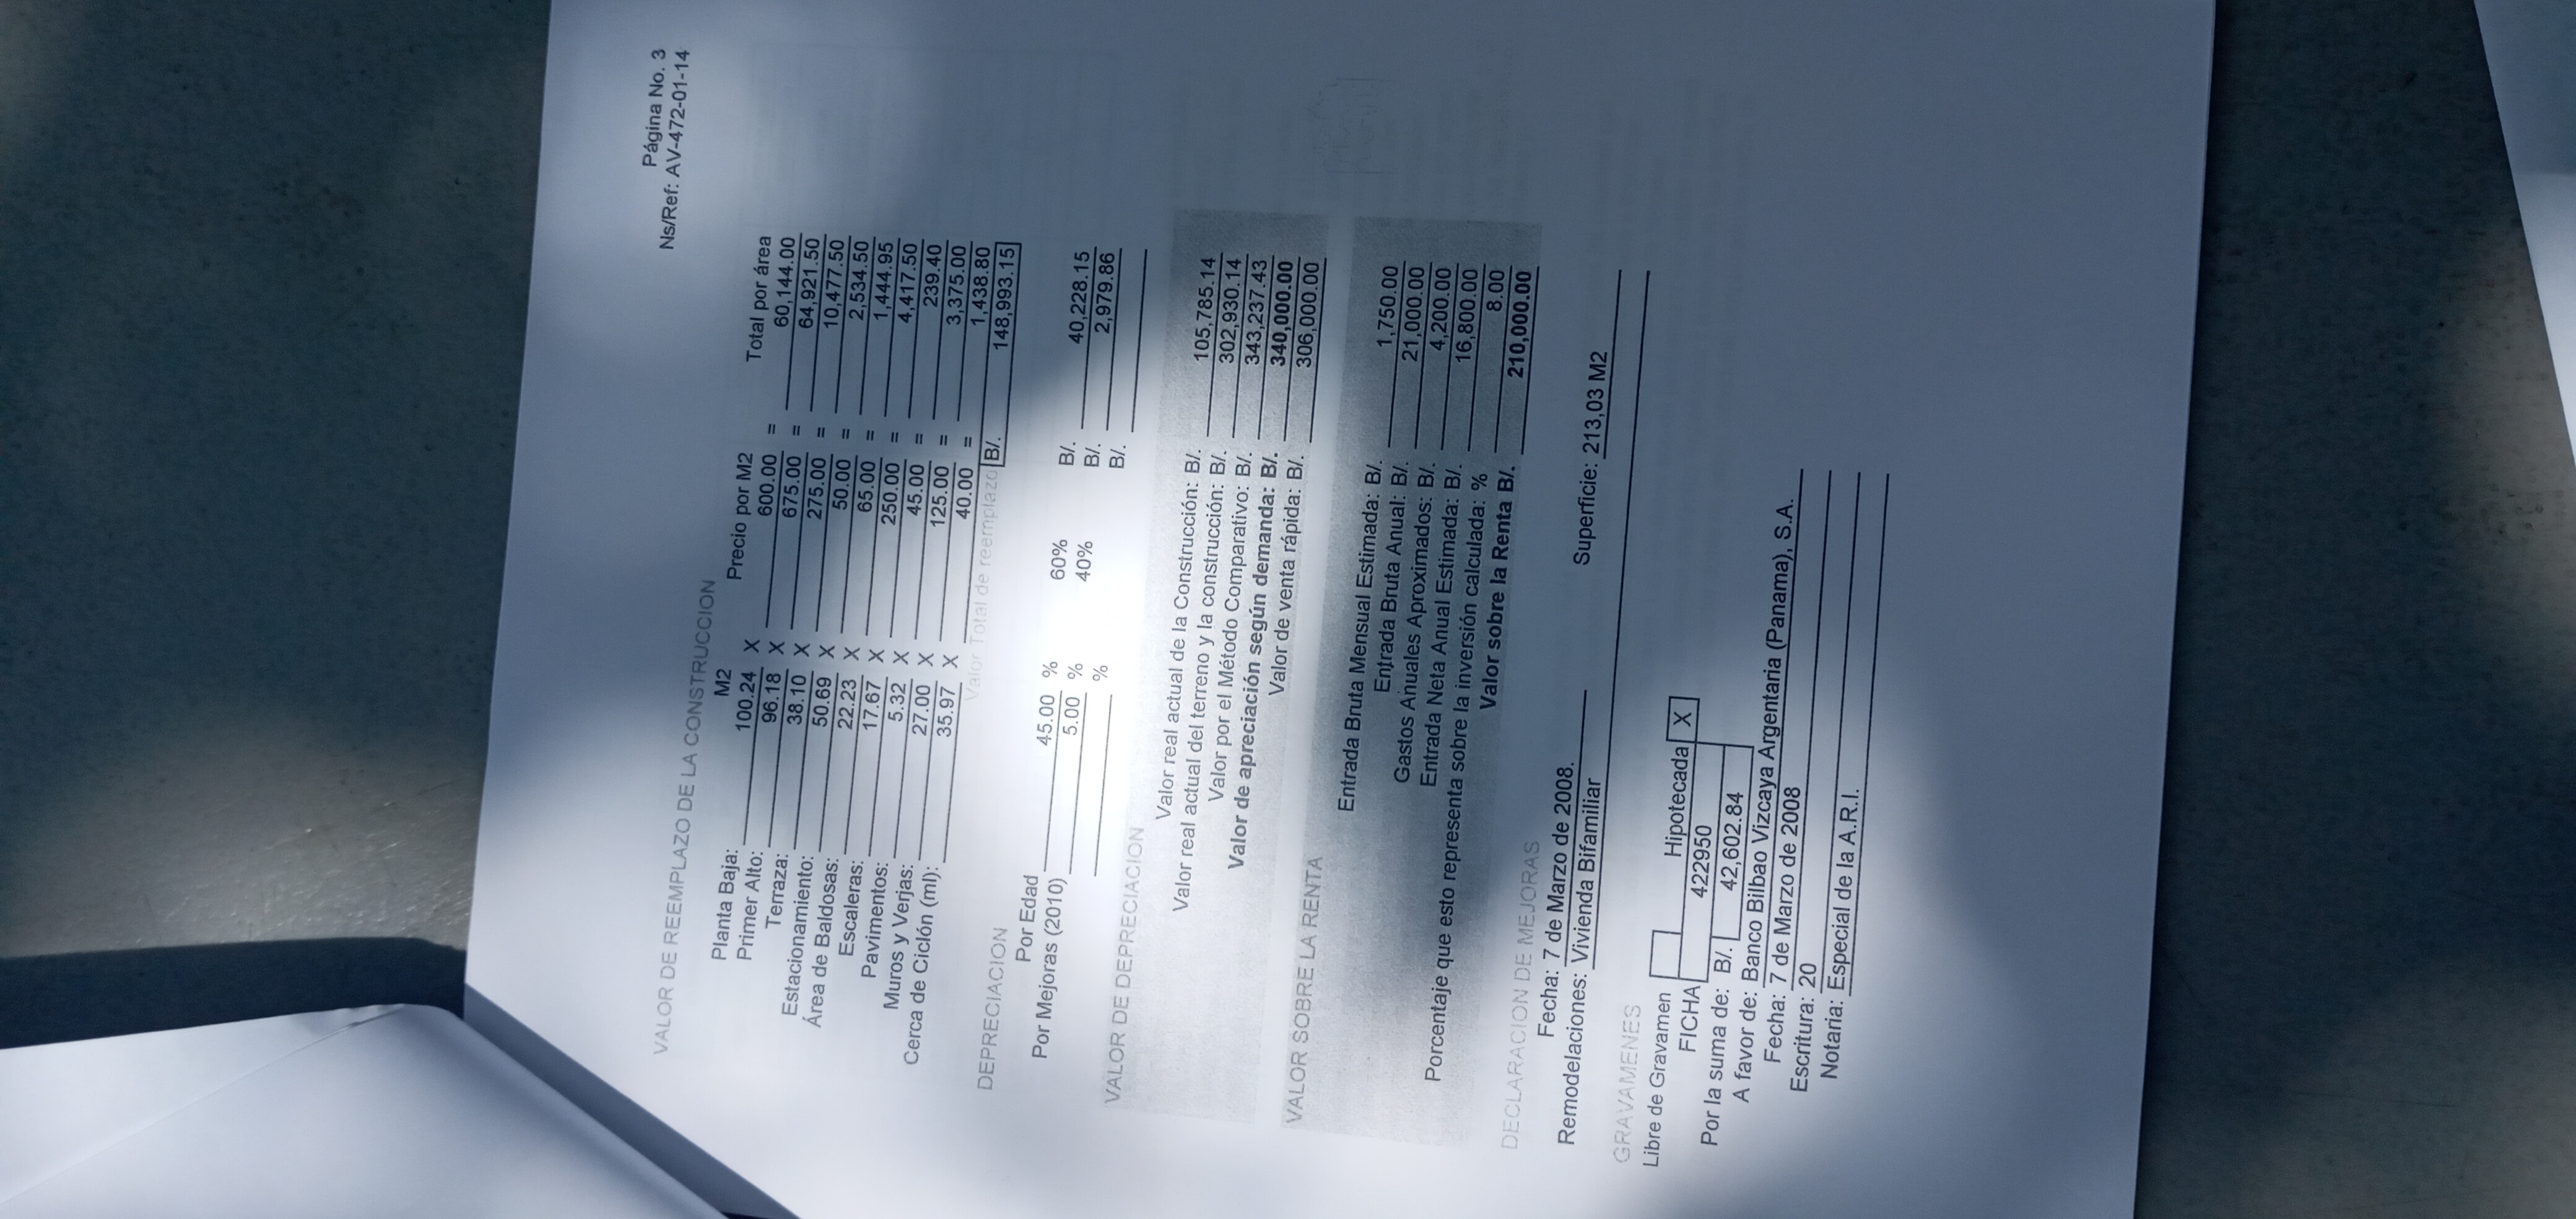 Página No. 3
Ns/Ref: AV-472-01-14
VALOR DE REEMPLAZO DE LA CONSTRUCCION
M2 Precio por M2 Total por área
Planta Baja: 100.24 X 600.00 = 60,144.00
Primer Alto: 96.18 X 675.00 = 64,921.50
Terraza: 38.10 X 275.00 = 10,477.50
Estacionamiento: 50.69 X 50.00 = 2,534.50
Área de Baldosas: 22.23 X 65.00 = 1,444.95
Escaleras: 17.67 X 250.00 = 4,417.50
Pavimentos: 5.32 X 45.00 = 239.40
Muros y Verjas: 27.00 X 125.00 = 3,375.00
Cerca de Ciclón (ml): 35.97 X 40.00 = 1,438.80
Valor Total de reemplazo B/. 148,993.15
DEPRECIACION
Por Edad 45.00 % 60% B/. 40,228.15
Por Mejoras (2010) 5.00 % 40% B/. 2,979.86
% B/.
VALOR DE DEPRECIACION
Valor real actual de la Construcción: B/. 105,785.14
Valor real actual del terreno y la construcción: B/. 302,930.14
Valor por el Método Comparativo: B/. 343,237.43
Valor de apreciación según demanda: B/. 340,000.00
Valor de venta rápida: B/. 306,000.00
VALOR SOBRE LA RENTA
Entrada Bruta Mensual Estimada: B/. 1,750.00
Entrada Bruta Anual: B/. 21,000.00
Gastos Anuales Aproximados: B/. 4,200.00
Entrada Neta Anual Estimada: B/. 16,800.00
Porcentaje que esto representa sobre la inversión calculada: % 8.00
Valor sobre la Renta B/. 210,000.00
DECLARACION DE MEJORAS
Fecha: 7 de Marzo de 2008. Superficie: 213,03 M2
Remodelaciones: Vivienda Bifamiliar
GRAVAMENES
Libre de Gravamen Hipotecada X
FICHA 422950
Por la suma de: B/. 42,602.84
A favor de: Banco Bilbao Vizcaya Argentaria (Panama), S.A.
Fecha: 7 de Marzo de 2008
Escritura: 20
Notaria: Especial de la A.R.I.